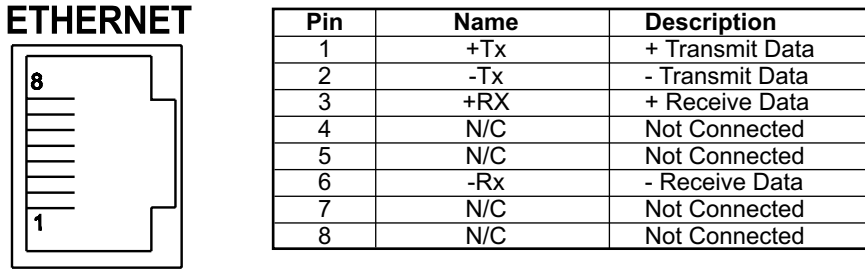 ETHERNET
8
1
Pin Name Description
1 +Tx + Transmit Data
2 -Tx - Transmit Data
3 +RX + Receive Data
4 N/C Not Connected
5 N/C Not Connected
6 -Rx - Receive Data
7 N/C Not Connected
8 N/C Not Connected